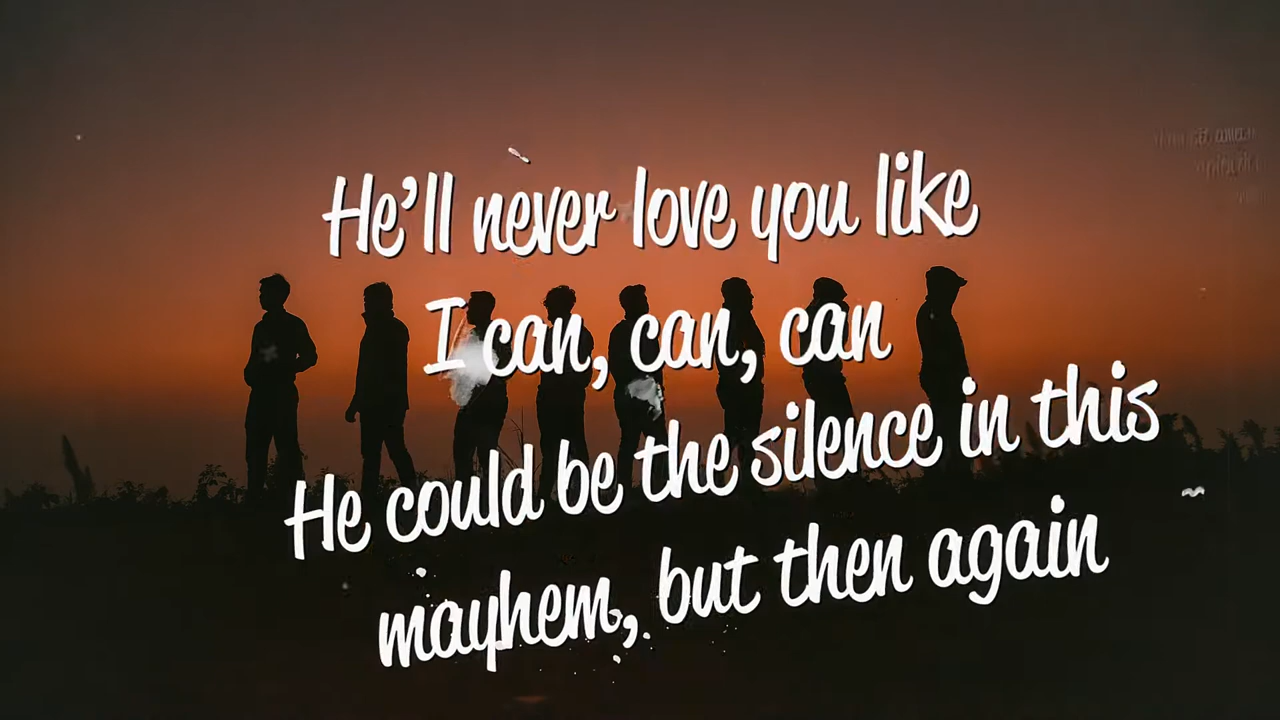 He’ll never love you like
I can, can, can
He could be the silence in this
mayhem, but then again